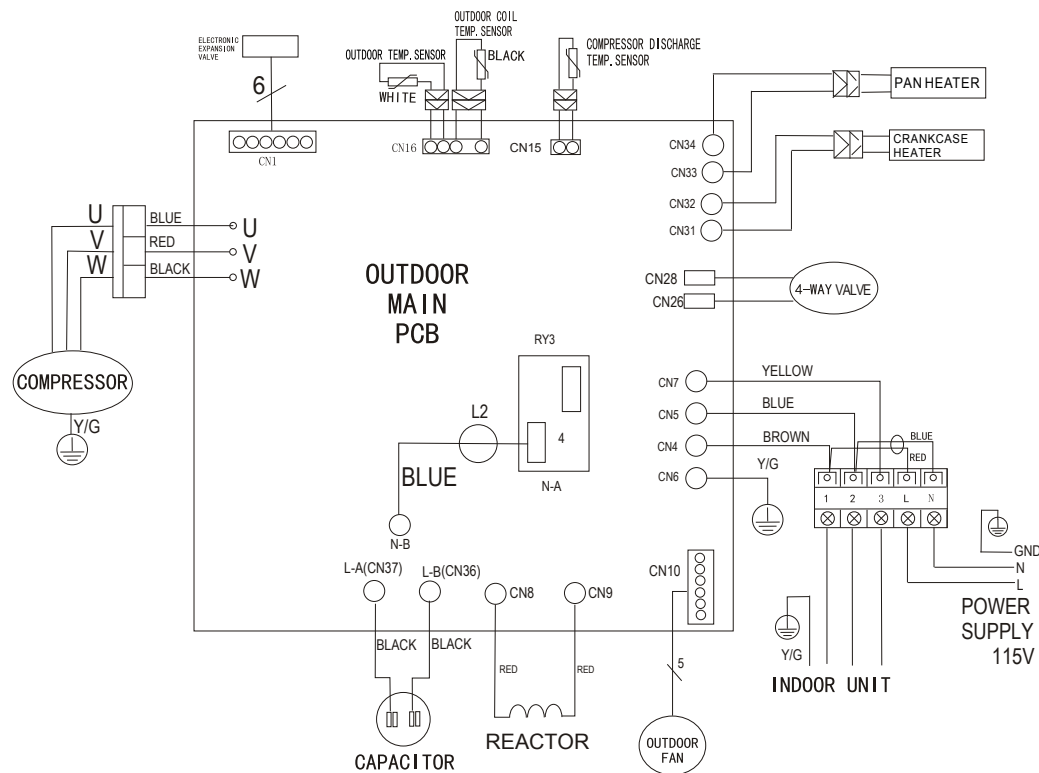 ELECTRONIC
EXPANSION
VALVE
6
CN1
OUTDOOR TEMP. SENSOR
WHITE
OUTDOOR COIL
TEMP. SENSOR
BLACK
CN16
COMPRESSOR DISCHARGE
TEMP. SENSOR
CN15
PAN HEATER
CRANKCASE
HEATER
CN34
CN33
CN32
CN31
U
V
W
BLUE
RED
BLACK
U
V
W
COMPRESSOR
Y/G
OUTDOOR
MAIN
PCB
CN28
CN26
4-WAY VALVE
RY3
4
N-A
L2
BLUE
N-B
CN7
YELLOW
CN5
BLUE
CN4
BROWN
CN6
Y/G
BLUE
RED
1 2 3 L N
GND
N
L
POWER
SUPPLY
115V
Y/G
INDOOR UNIT
CN10
5
OUTDOOR
FAN
L-A(CN37)
L-B(CN36)
CN8
CN9
BLACK
BLACK
RED
RED
CAPACITOR
REACTOR